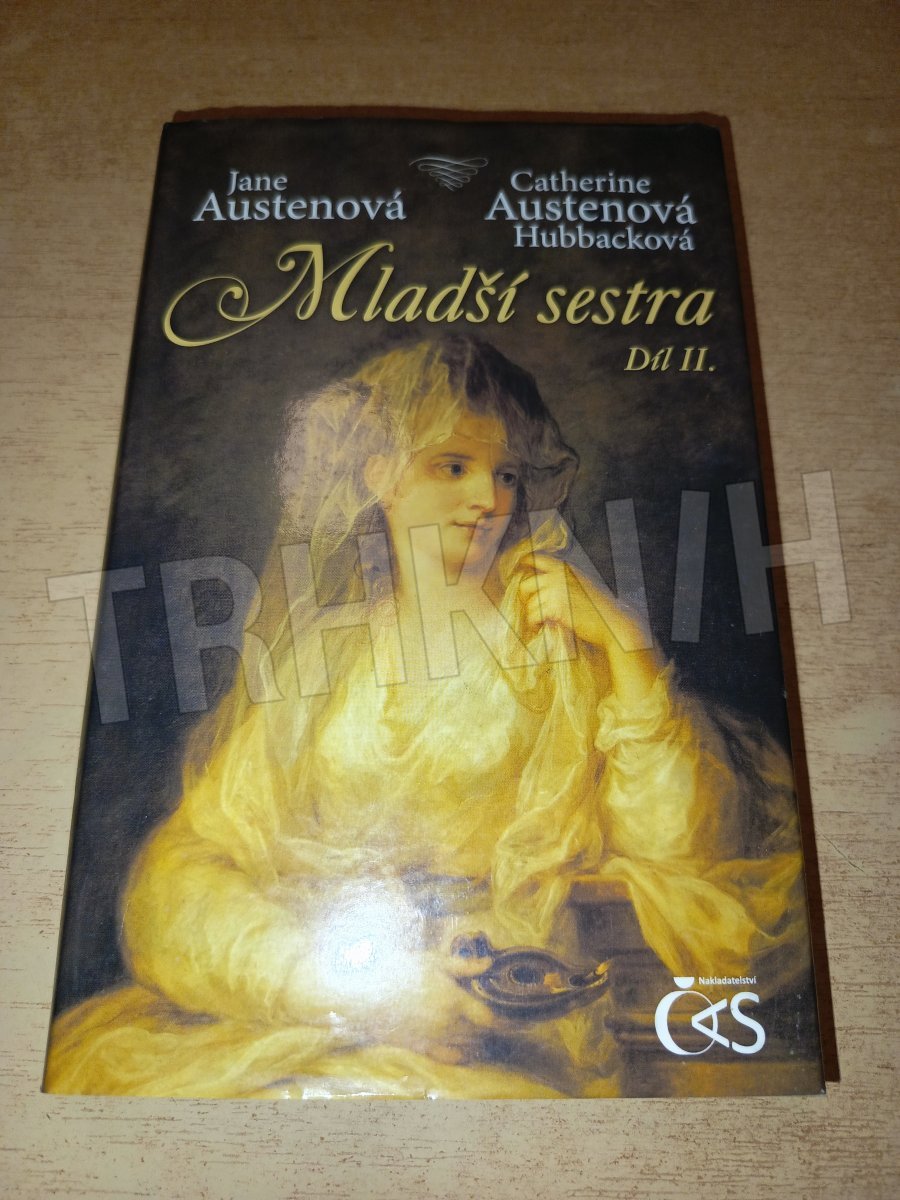 Jane
Austenová
Catherine
Austenová
Hubbacková
Mladší sestra
Díl II.
TRHKNIH
Nakladatelství
ČAS